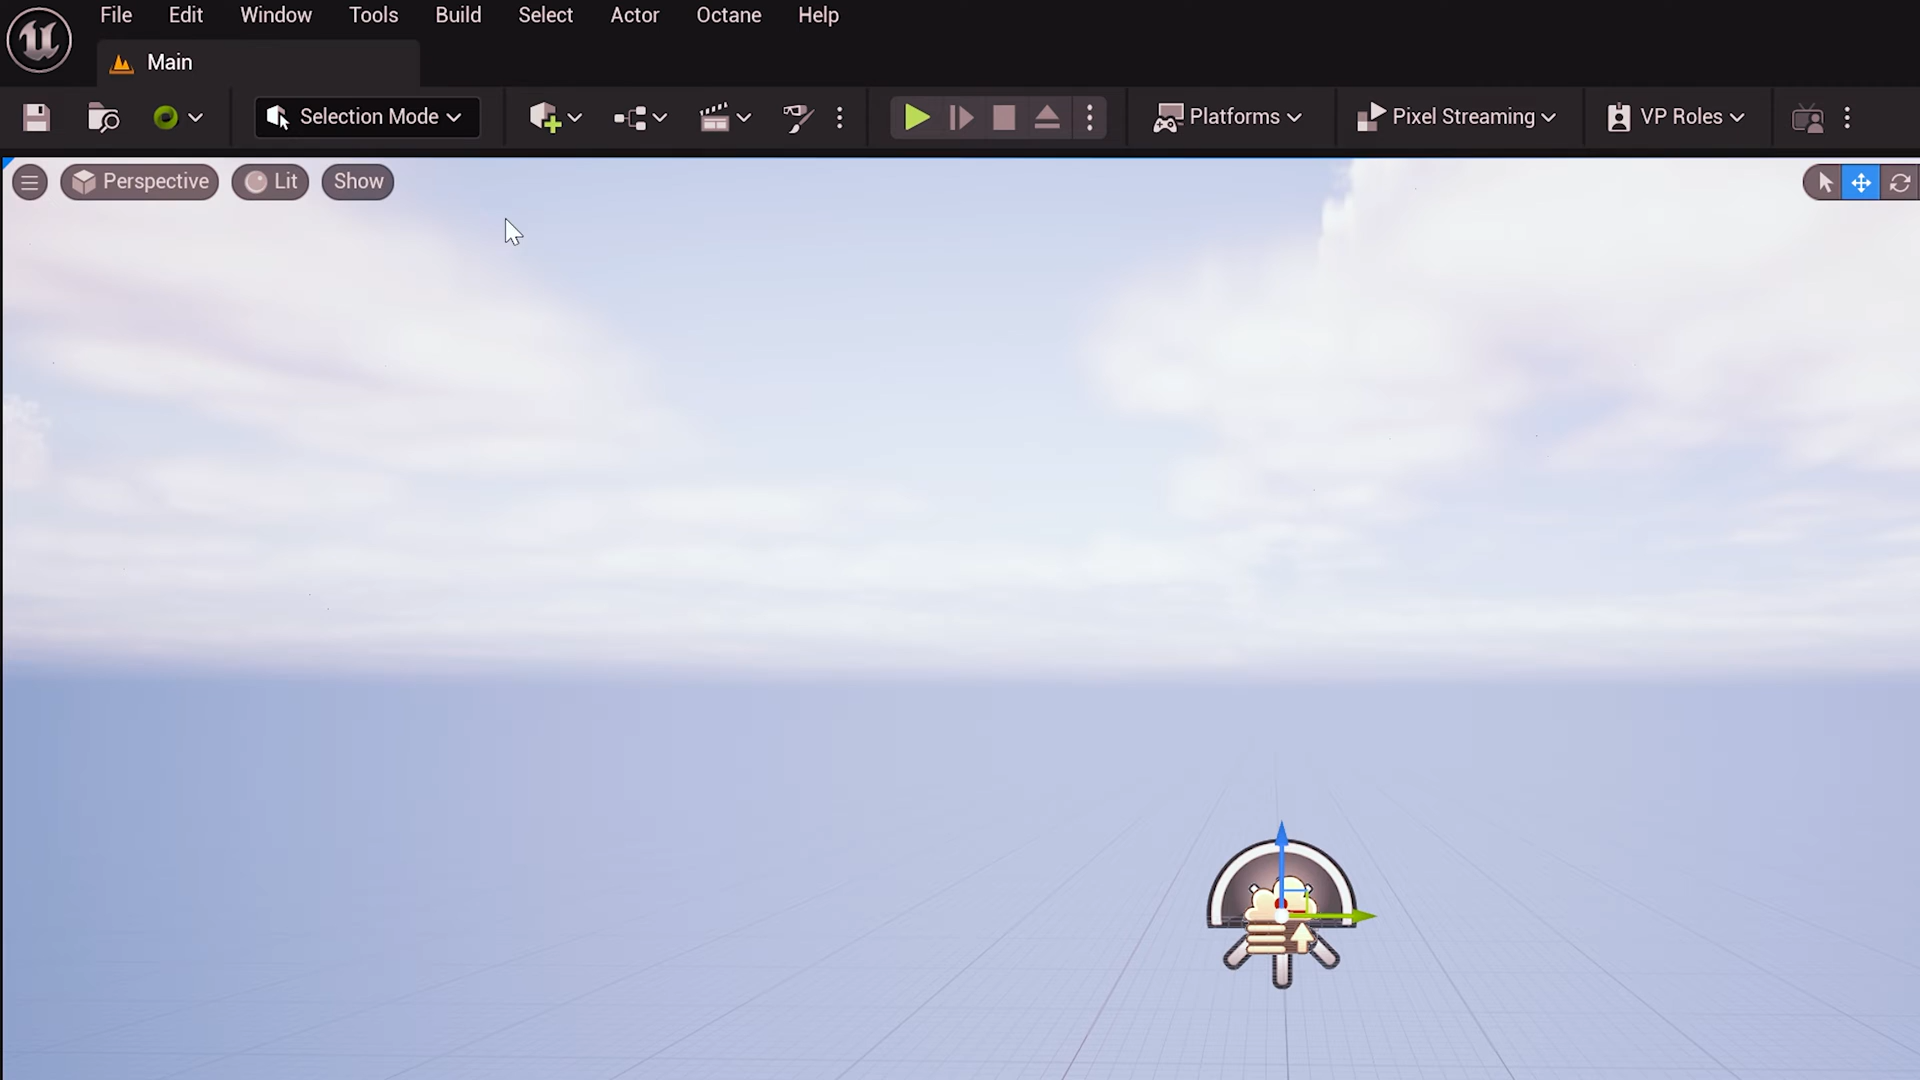 File Edit Window Tools Build Select Actor Octane Help
Main
Selection Mode Platforms Pixel Streaming VP Roles
Perspective Lit Show